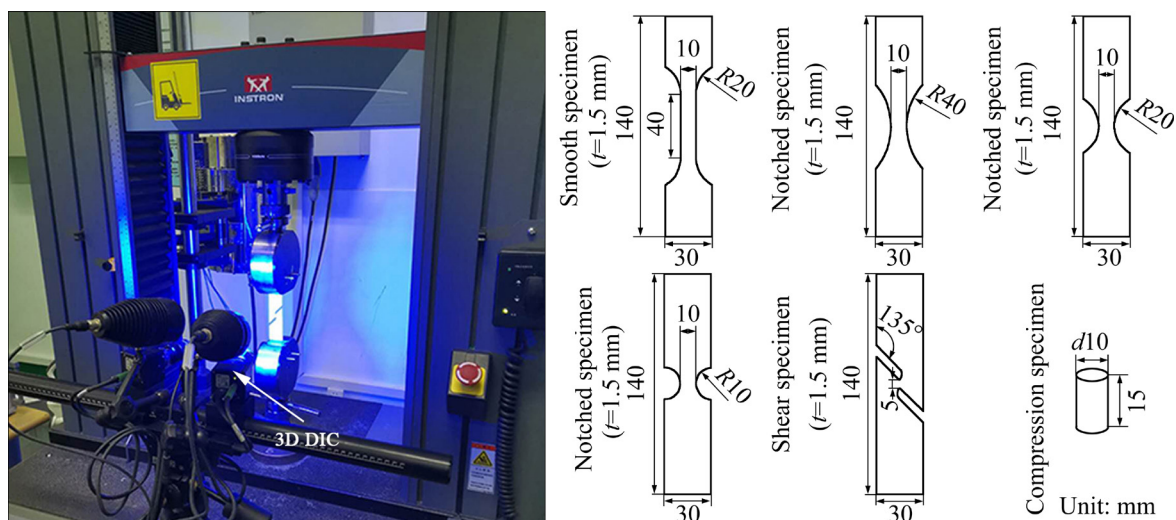 INSTRON
3D DIC
Smooth specimen
(t=1.5 mm)
140
40
10
R20
30
Notched specimen
(t=1.5 mm)
140
10
R40
30
Notched specimen
(t=1.5 mm)
140
10
R20
30
Notched specimen
(t=1.5 mm)
140
10
R10
30
Shear specimen
(t=1.5 mm)
140
135°
5
30
Compression specimen
d10
15
Unit: mm